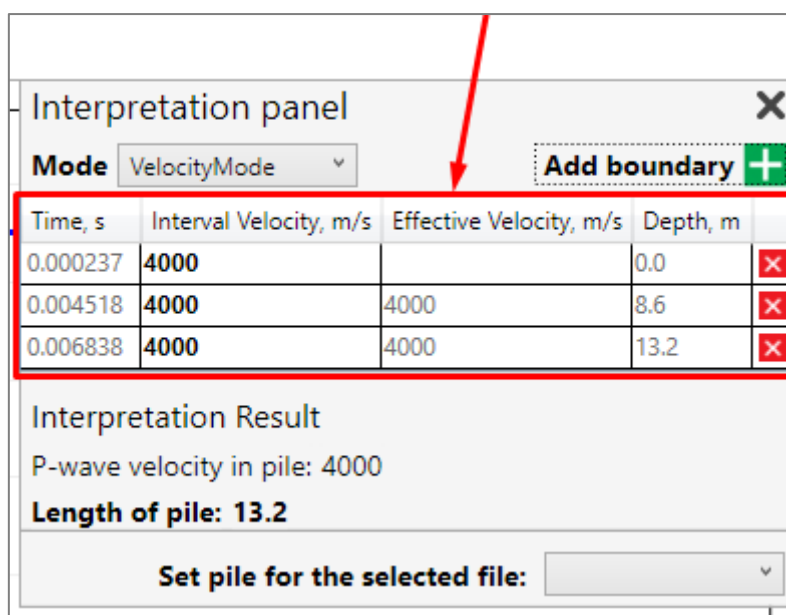 Interpretation panel
Mode VelocityMode Add boundary
Time, s Interval Velocity, m/s Effective Velocity, m/s Depth, m
0.000237 4000 0.0
0.004518 4000 4000 8.6
0.006838 4000 4000 13.2
Interpretation Result
P-wave velocity in pile: 4000
Length of pile: 13.2
Set pile for the selected file: